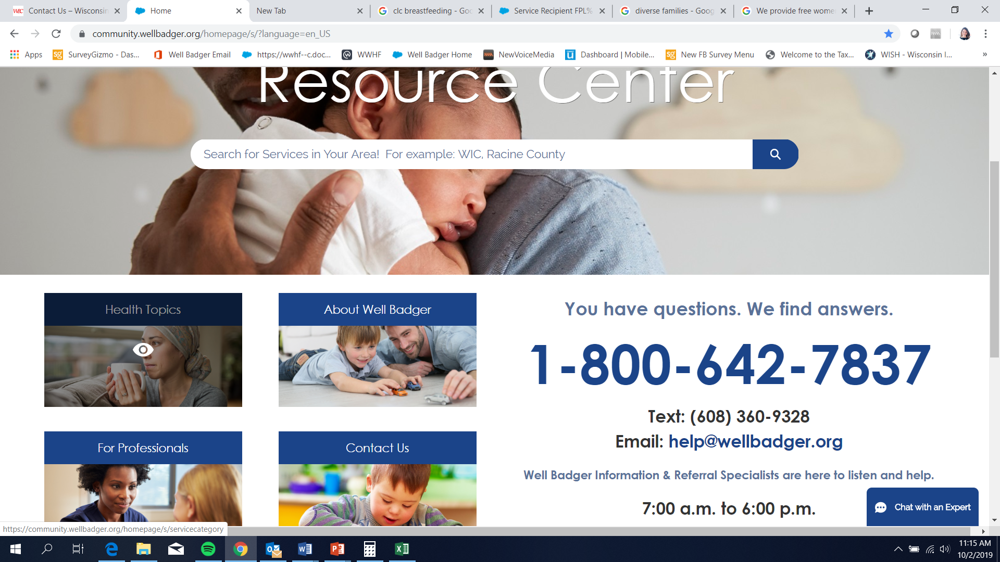 Contact Us – Wisconsin
Home
New Tab
clc breastfeeding - Goo
Service Recipient FPL%
diverse families - Goog
We provide free wome
community.wellbadger.org/homepage/s/?language=en_US
Apps
SurveyGizmo - Das...
Well Badger Email
https://wwhf--c.doc...
WWHF
Well Badger Home
NewVoiceMedia
Dashboard | Mobile...
New FB Survey Menu
Welcome to the Tax...
WISH - Wisconsin I...
»
Resource Center
Search for Services in Your Area! For example: WIC, Racine County
Health Topics
About Well Badger
You have questions. We find answers.
1-800-642-7837
Text: (608) 360-9328
Email: help@wellbadger.org
For Professionals
Contact Us
Well Badger Information & Referral Specialists are here to listen and help.
7:00 a.m. to 6:00 p.m.
Chat with an Expert
https://community.wellbadger.org/homepage/s/servicecategory
11:15 AM
10/2/2019